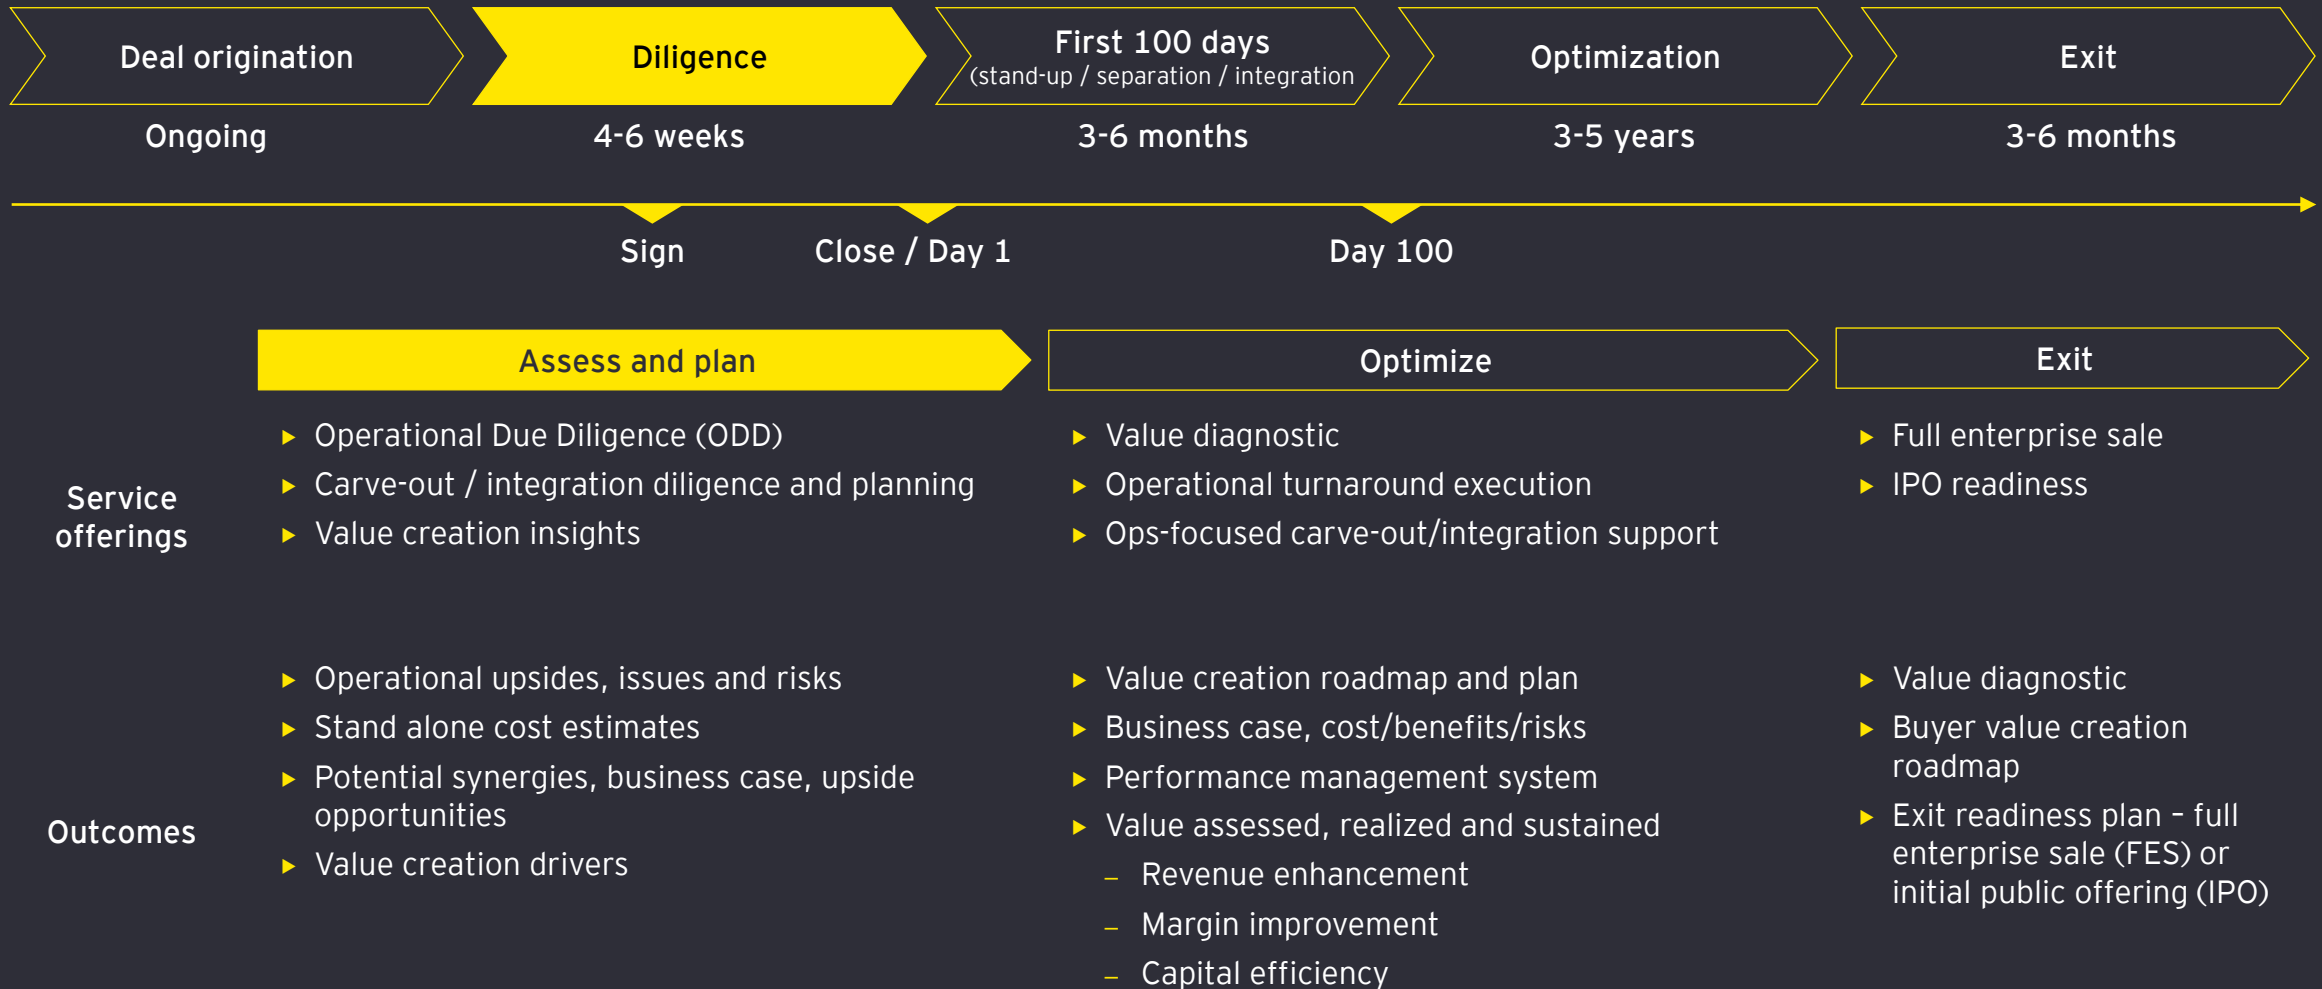 Deal origination
Diligence
First 100 days
(stand-up / separation / integration
Optimization
Exit
Ongoing
4-6 weeks
3-6 months
3-5 years
3-6 months
Sign
Close / Day 1
Day 100
Assess and plan
Optimize
Exit
Service
offerings
Operational Due Diligence (ODD)
Carve-out / integration diligence and planning
Value creation insights
Value diagnostic
Operational turnaround execution
Ops-focused carve-out/integration support
Full enterprise sale
IPO readiness
Outcomes
Operational upsides, issues and risks
Stand alone cost estimates
Potential synergies, business case, upside
opportunities
Value creation drivers
Value creation roadmap and plan
Business case, cost/benefits/risks
Performance management system
Value assessed, realized and sustained
– Revenue enhancement
– Margin improvement
– Capital efficiency
Value diagnostic
Buyer value creation
roadmap
Exit readiness plan – full
enterprise sale (FES) or
initial public offering (IPO)